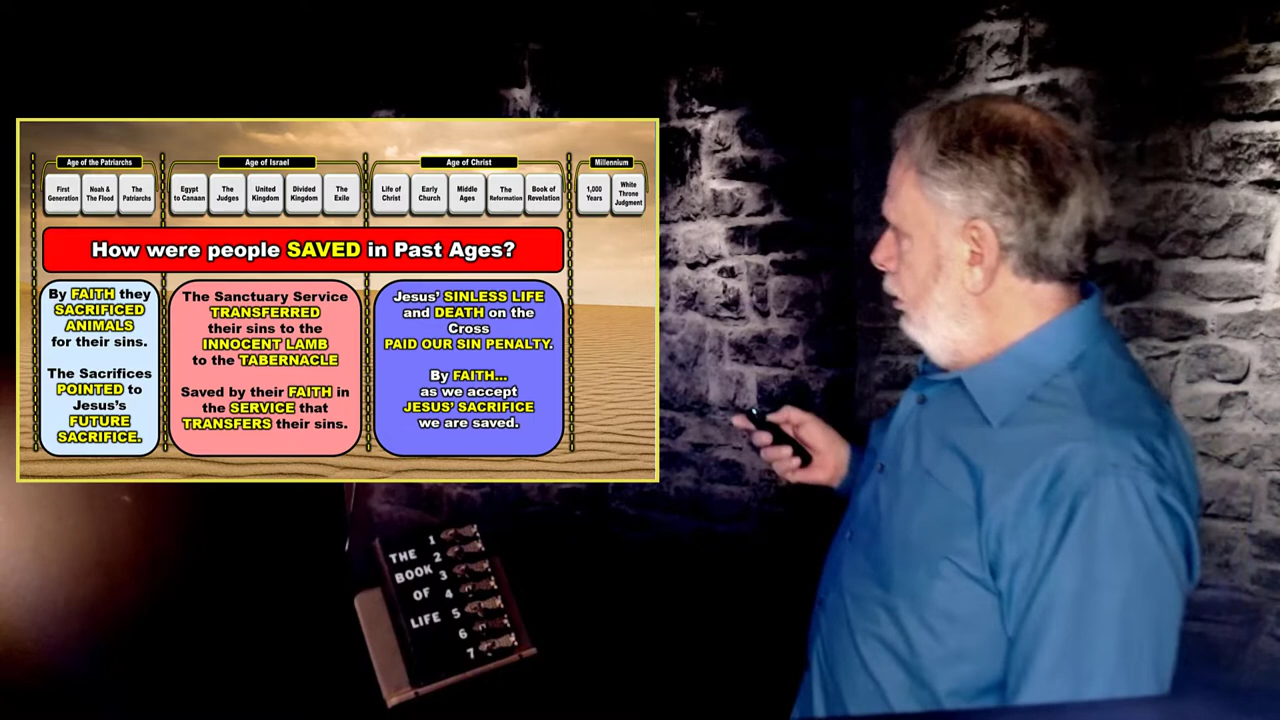 Age of the Patriarchs
Age of Israel
Age of Christ
Millennium
First
Generation
Noah &
The Flood
The
Patriarchs
Egypt
to Canaan
The
Judges
United
Kingdom
Divided
Kingdom
The
Exile
Life of
Christ
Early
Church
Middle
Ages
The
Reformation
Book of
Revelation
1,000
Years
White
Throne
Judgment
How were people SAVED in Past Ages?
By FAITH they
SACRIFICED
ANIMALS
for their sins.
The Sacrifices
POINTED to
Jesus's
FUTURE
SACRIFICE.
The Sanctuary Service
TRANSFERRED
their sins to the
INNOCENT LAMB
to the TABERNACLE
Saved by their FAITH in
the SERVICE that
TRANSFERS their sins.
Jesus' SINLESS LIFE
and DEATH on the
Cross
PAID OUR SIN PENALTY.
By FAITH...
as we accept
JESUS' SACRIFICE
we are saved.
THE
BOOK
OF
LIFE
1
2
3
4
5
6
7